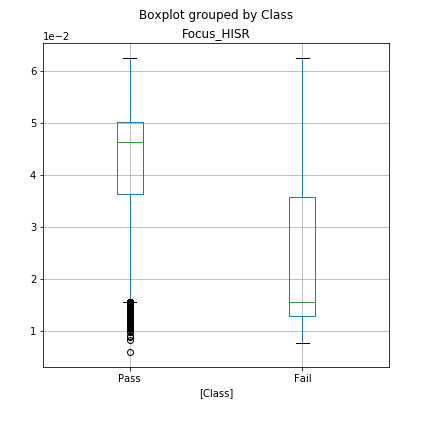 Boxplot grouped by Class
Focus_HISR
1e−2
6
5
4
3
2
1
Pass Fail
[Class]